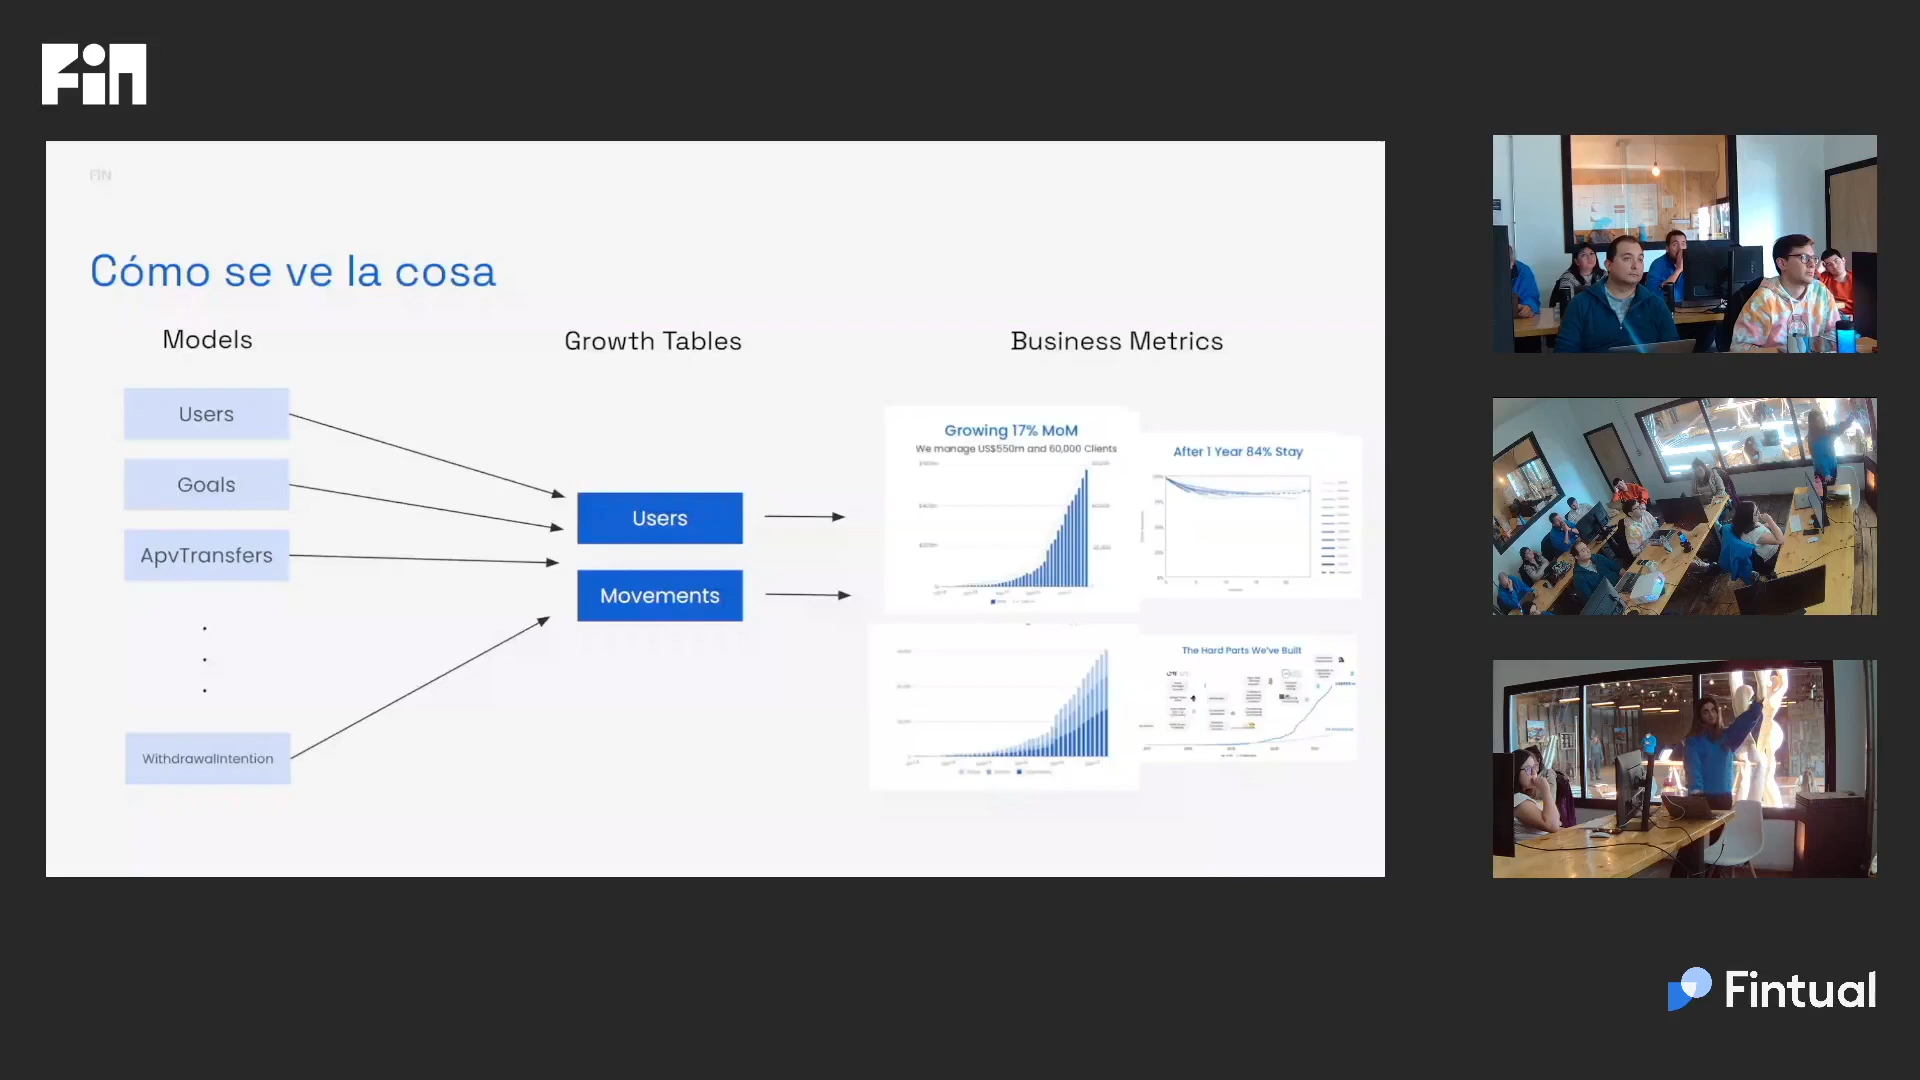 Fin
FIN
Cómo se ve la cosa
Models
Growth Tables
Business Metrics
Users
Goals
ApvTransfers
WithdrawalIntention
Users
Movements
Growing 17% MoM
We manage US$550m and 60,000 Clients
After 1 Year 84% Stay
The Hard Parts We've Built
Fintual